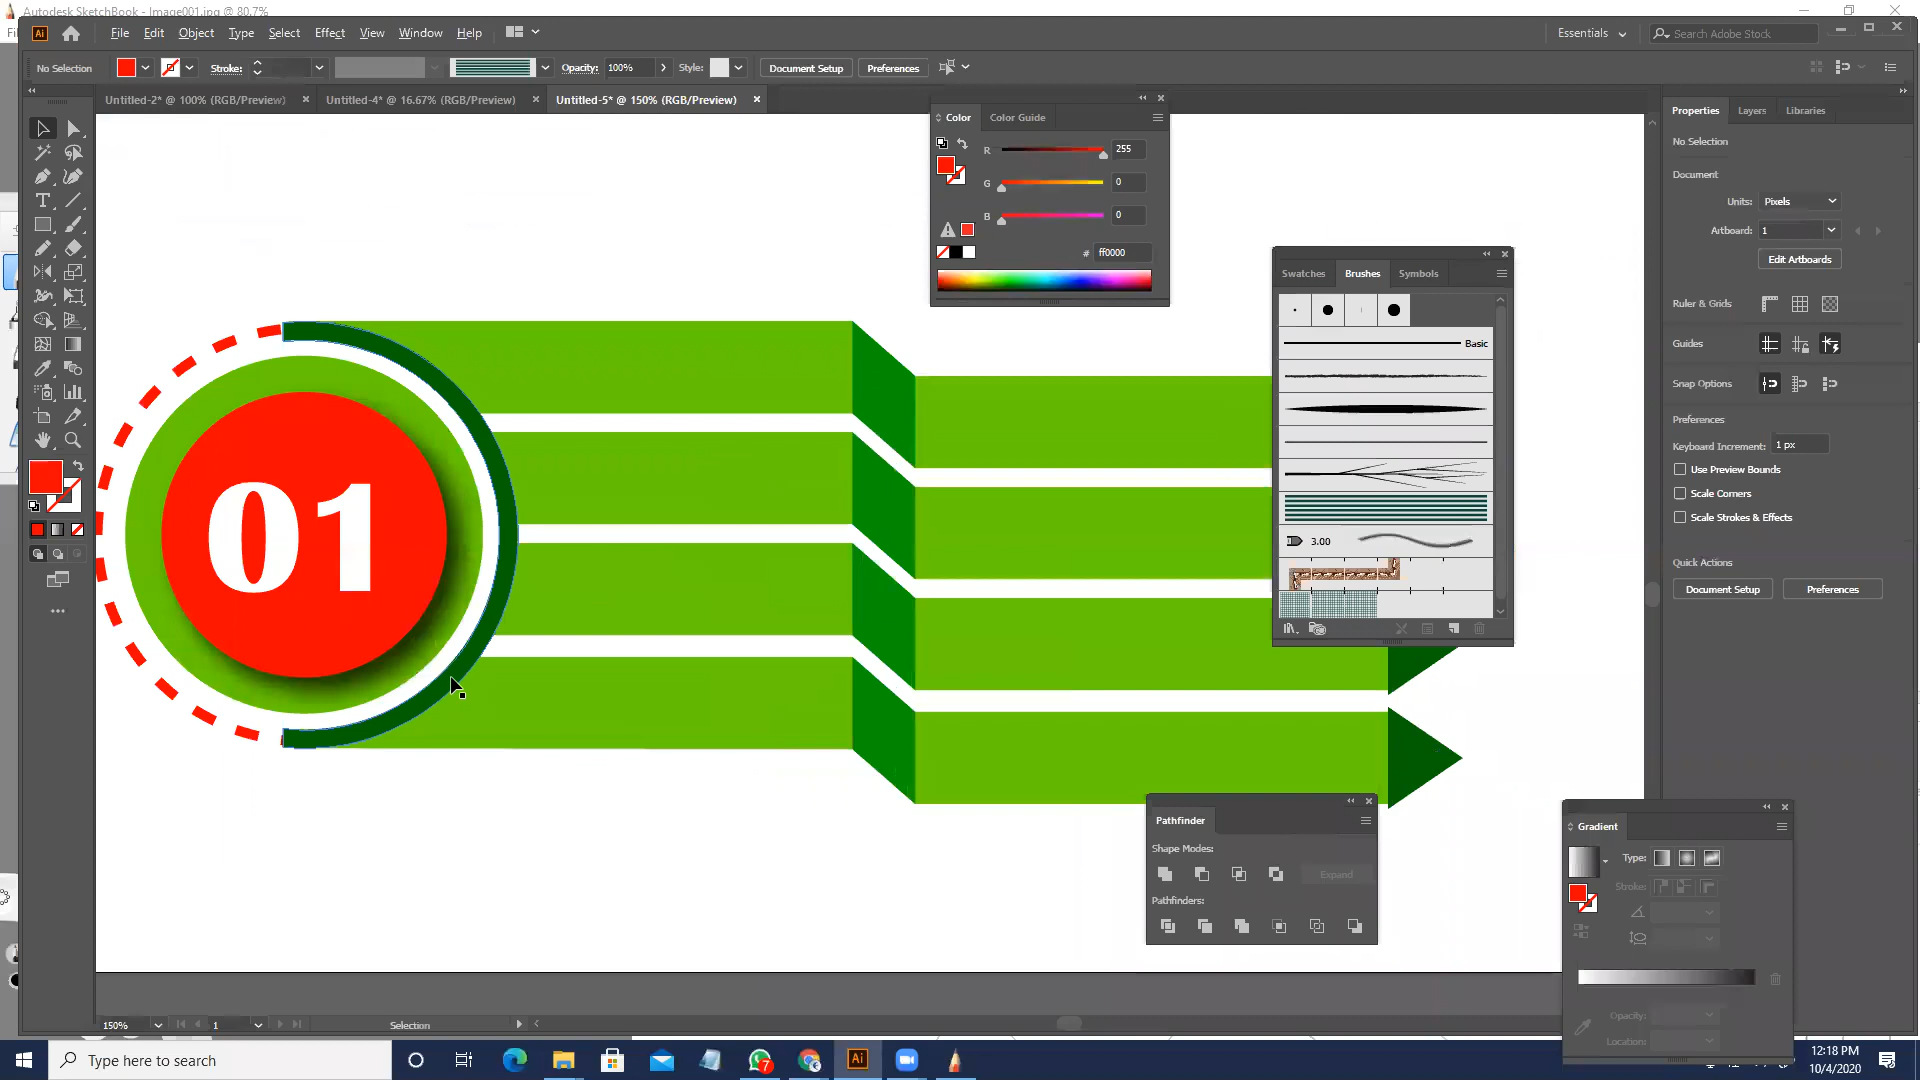 Autodesk SketchBook - Image001.jpg @ 80.7%
Ai File Edit Object Type Select Effect View Window Help Essentials Search Adobe Stock
No Selection Stroke: Opacity: 100% Style: Document Setup Preferences
Untitled-2* @ 100% (RGB/Preview) × Untitled-4* @ 16.67% (RGB/Preview) × Untitled-5* @ 150% (RGB/Preview) ×
Color Color Guide
R 255
G 0
B 0
# ff0000
Swatches Brushes Symbols
Basic
3.00
01
Pathfinder
Shape Modes:
Expand
Pathfinders:
Properties Layers Libraries
No Selection
Document
Units: Pixels
Artboard: 1
Edit Artboards
Ruler & Grids
Guides
Snap Options
Preferences
Keyboard Increment: 1 px
Use Preview Bounds
Scale Corners
Scale Strokes & Effects
Quick Actions
Document Setup Preferences
Gradient
Type:
Stroke:
Opacity:
Location:
150% 1 Selection
Type here to search
7
Ai
12:18 PM
10/4/2020